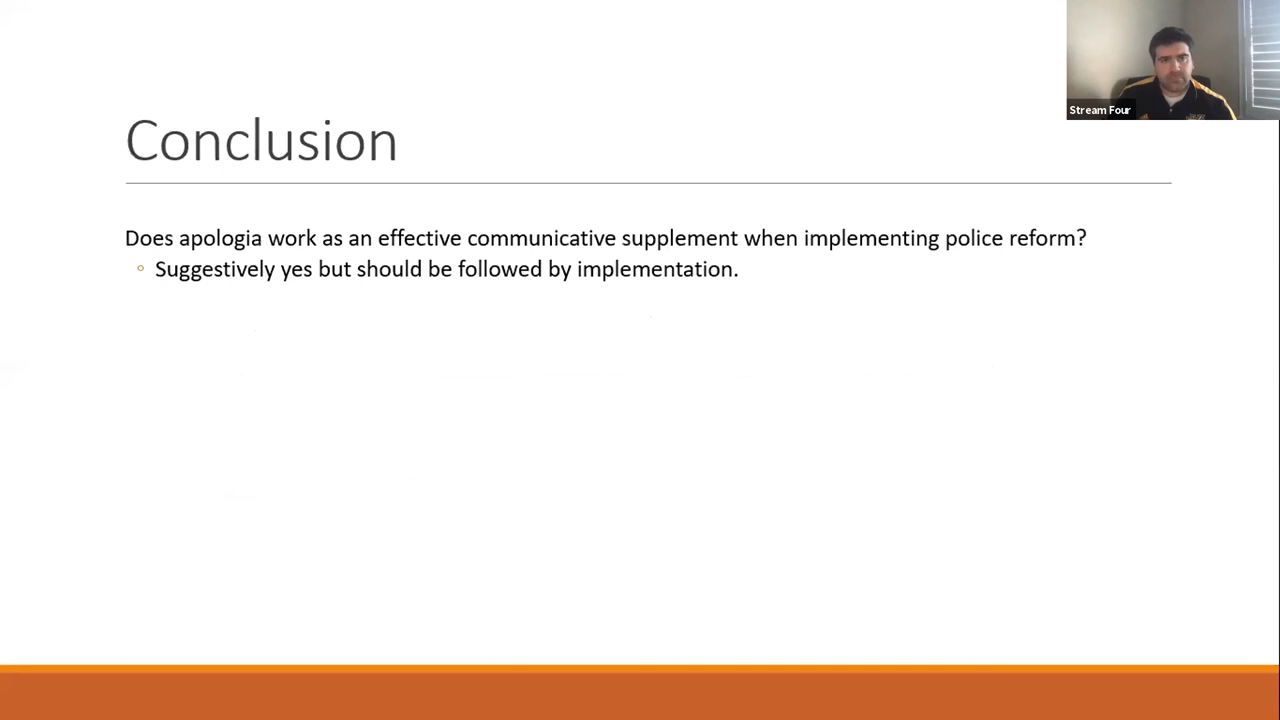 Stream Four
Conclusion
Does apologia work as an effective communicative supplement when implementing police reform?
Suggestively yes but should be followed by implementation.